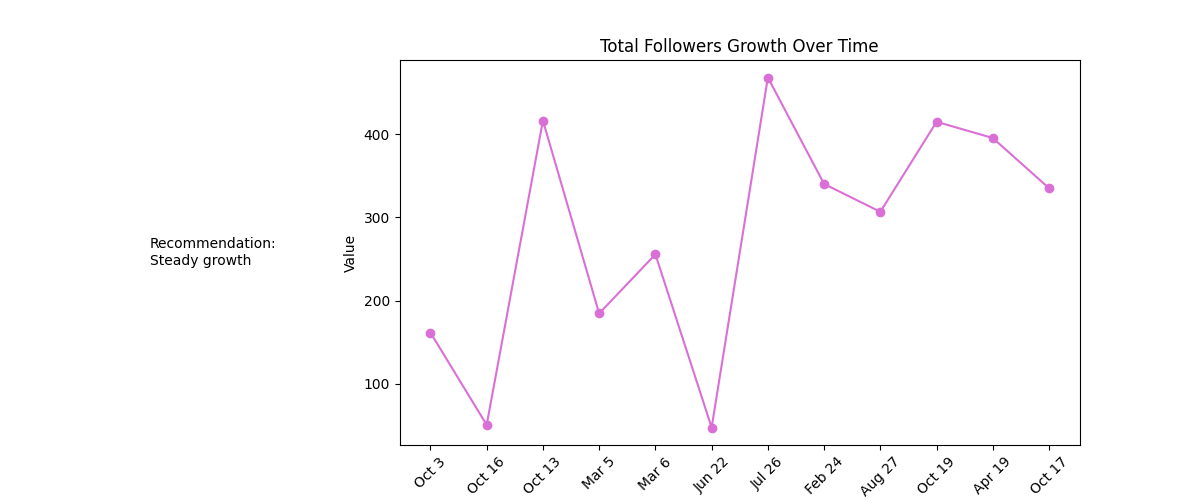 Total Followers Growth Over Time
Recommendation:
Steady growth
Value
400
300
200
100
Oct 3
Oct 16
Oct 13
Mar 5
Mar 6
Jun 22
Jul 26
Feb 24
Aug 27
Oct 19
Apr 19
Oct 17